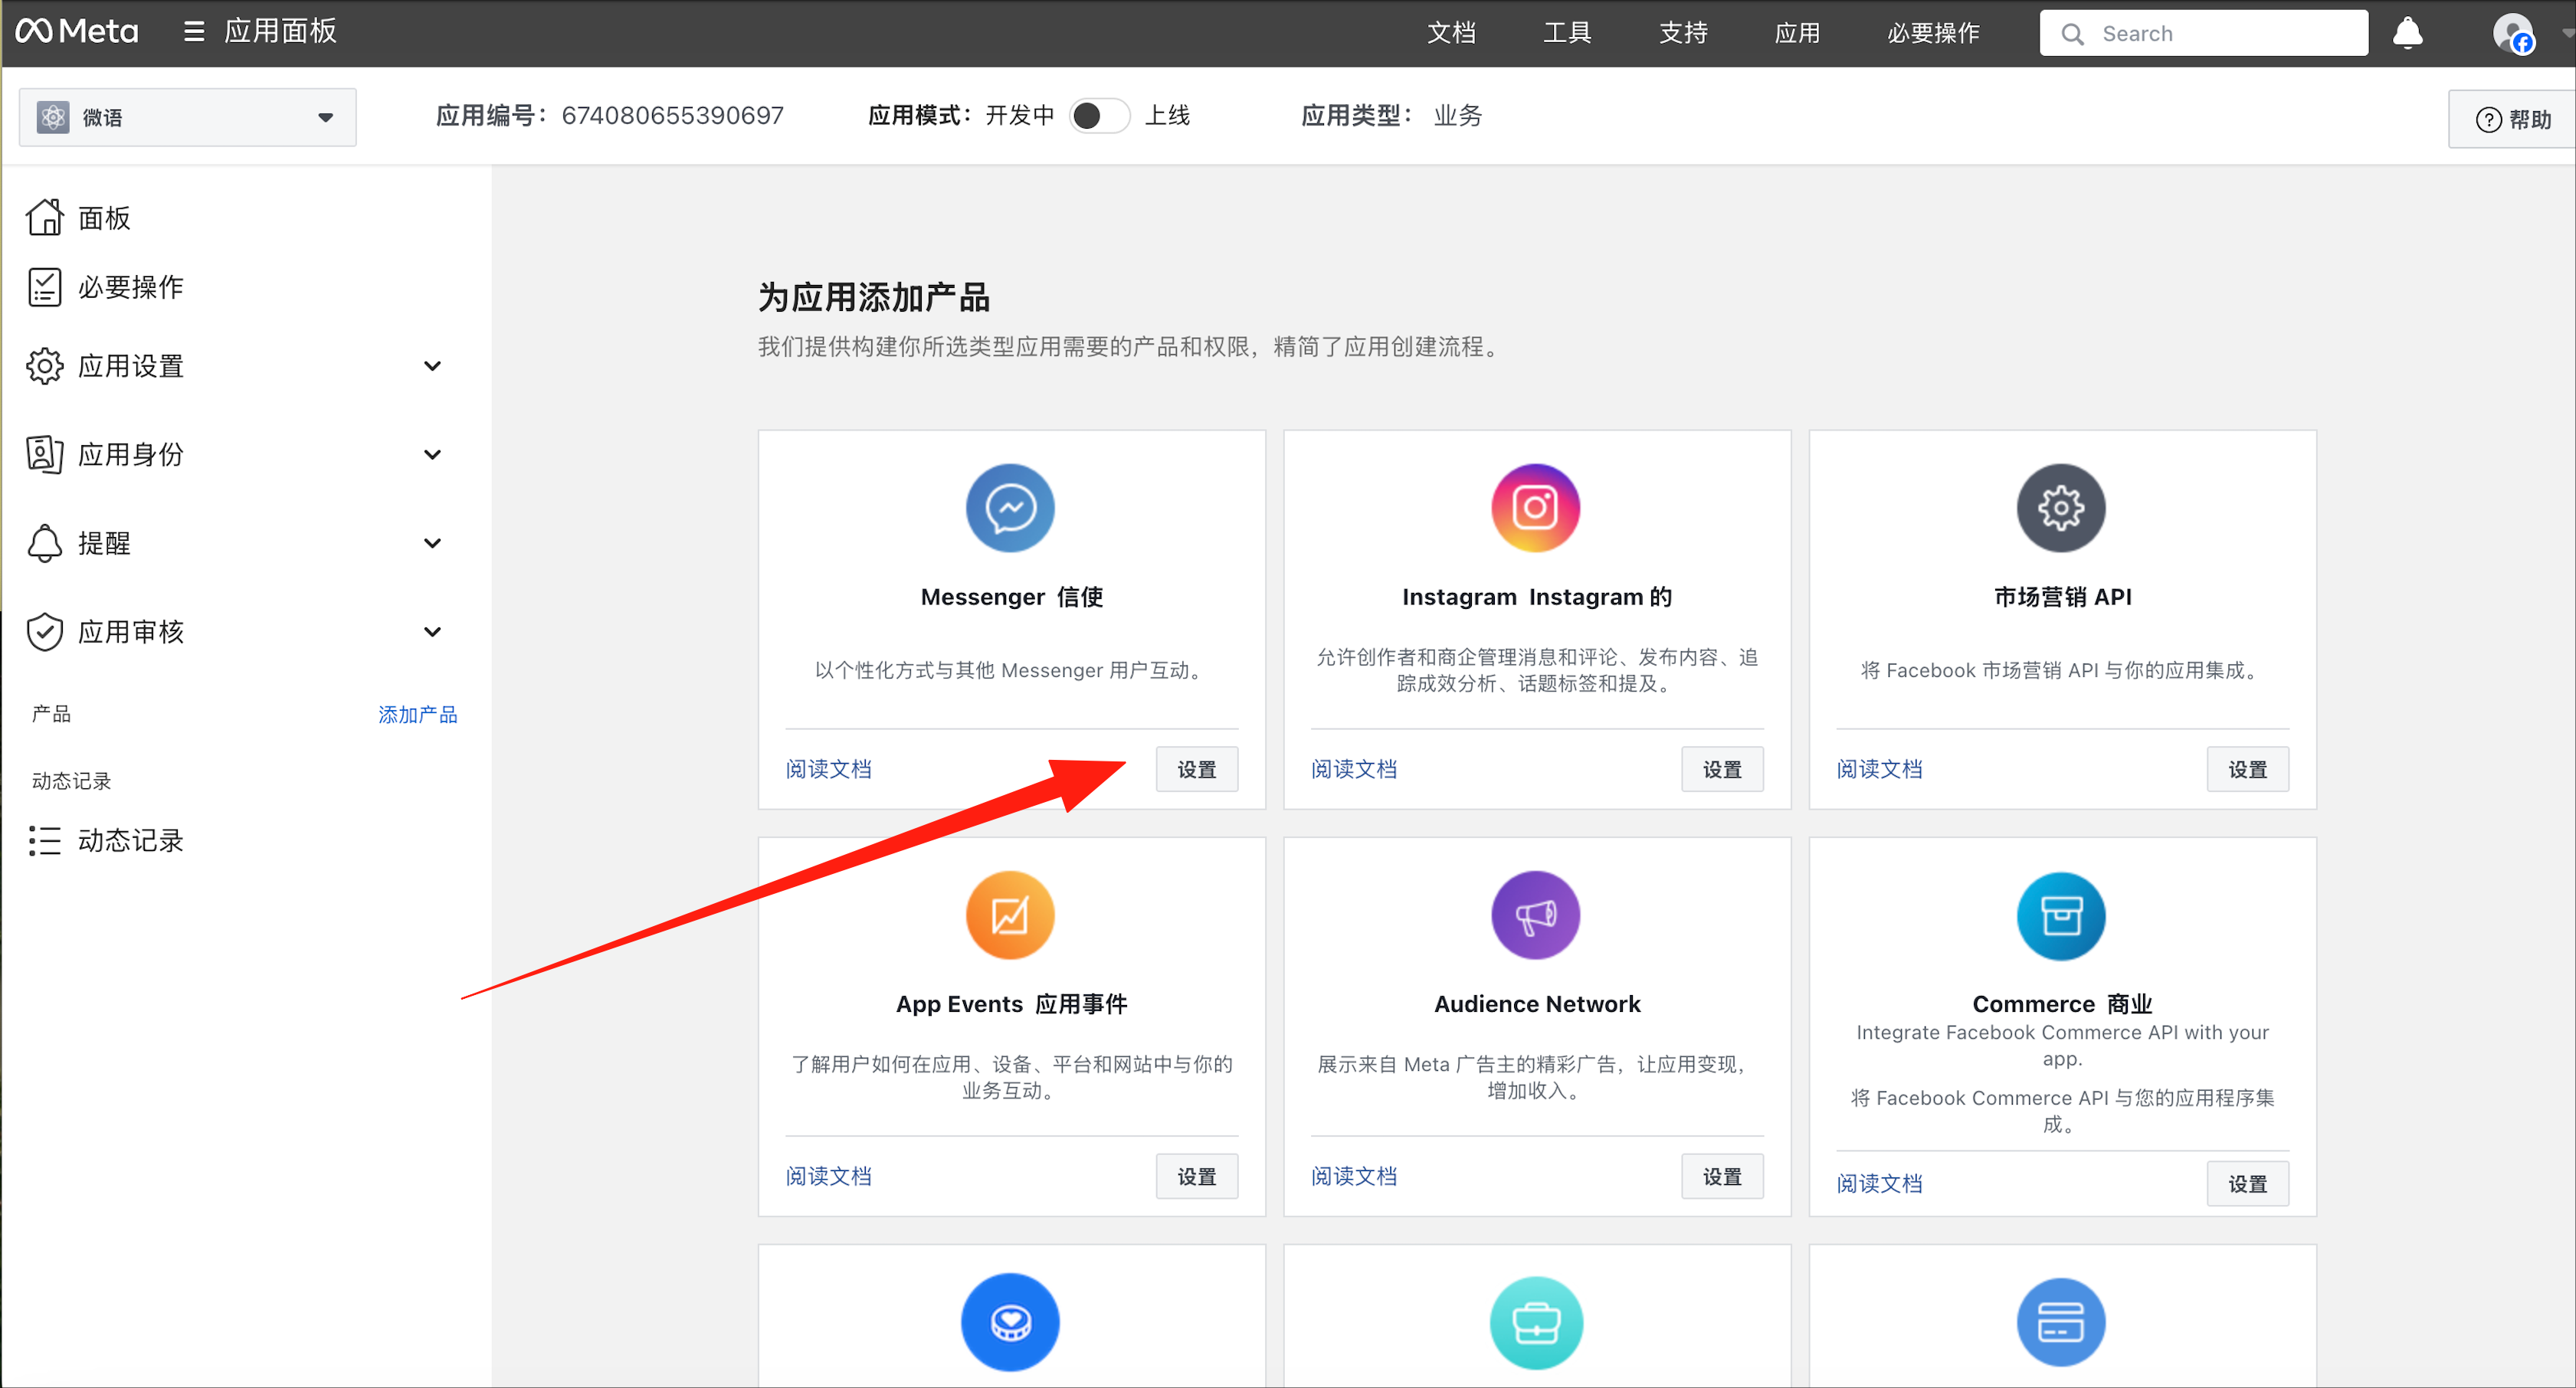 Meta
应用面板
文档
工具
支持
应用
必要操作
Search
微语
应用编号：674080655390697
应用模式：开发中 上线
应用类型：业务
帮助
面板
必要操作
应用设置
应用身份
提醒
应用审核
产品
添加产品
动态记录
动态记录
为应用添加产品
我们提供构建你所选类型应用需要的产品和权限，精简了应用创建流程。
Messenger 信使
以个性化方式与其他 Messenger 用户互动。
阅读文档
设置
Instagram Instagram 的
允许创作者和商企管理消息和评论、发布内容、追
踪成效分析、话题标签和提及。
阅读文档
设置
市场营销 API
将 Facebook 市场营销 API 与你的应用集成。
阅读文档
设置
App Events 应用事件
了解用户如何在应用、设备、平台和网站中与你的
业务互动。
阅读文档
设置
Audience Network
展示来自 Meta 广告主的精彩广告，让应用变现，
增加收入。
阅读文档
设置
Commerce 商业
Integrate Facebook Commerce API with your
app.
将 Facebook Commerce API 与您的应用程序集
成。
阅读文档
设置